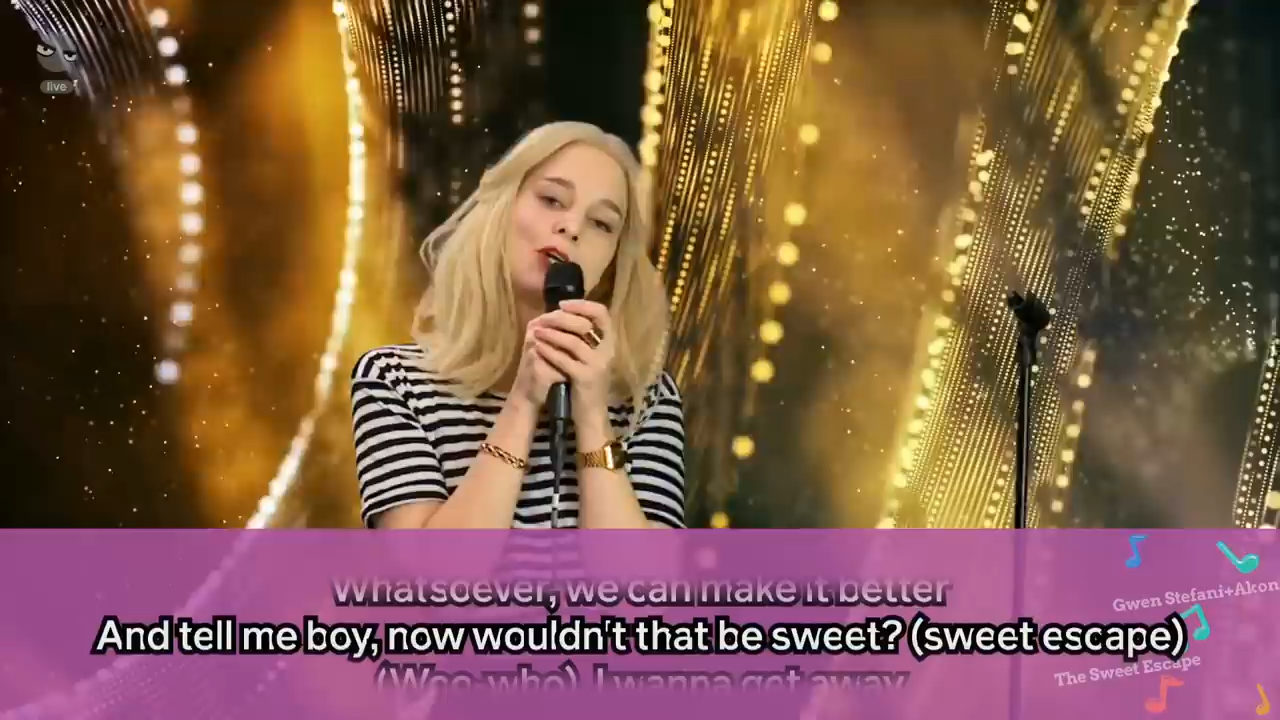 live
Whatsoever, we can make it better
And tell me boy, now wouldn't that be sweet? (sweet escape)
(Woo-who) I wanna get away
Gwen Stefani+Akon
The Sweet Escape